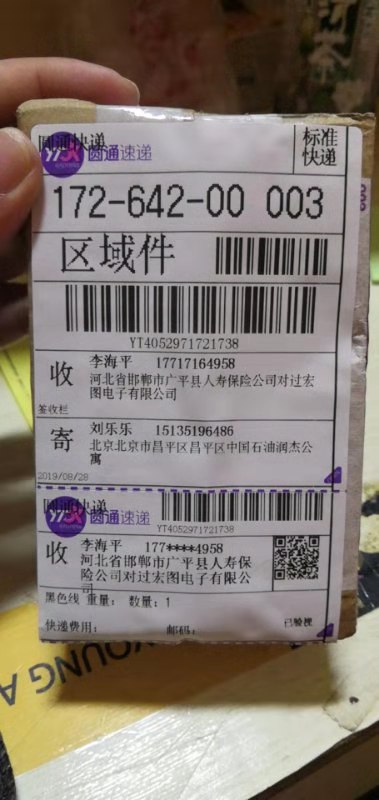 圆通快递
圆通速递
标准
快递
172-642-00 003
区域件
YT4052971721738
收 李海平 17717164958
河北省邯郸市广平县人寿保险公司对过宏
图电子有限公司
签收栏
寄 刘乐乐 15135196486
北京北京市昌平区昌平区中国石油润杰公
寓
2019/08/28
圆通快递
圆通速递
YT4052971721738
收 李海平 177****4958
河北省邯郸市广平县人寿保
险公司对过宏图电子有限公
司
黑色线 重量: 数量:1
快递费用: 邮码:
已验视
YOUNG A